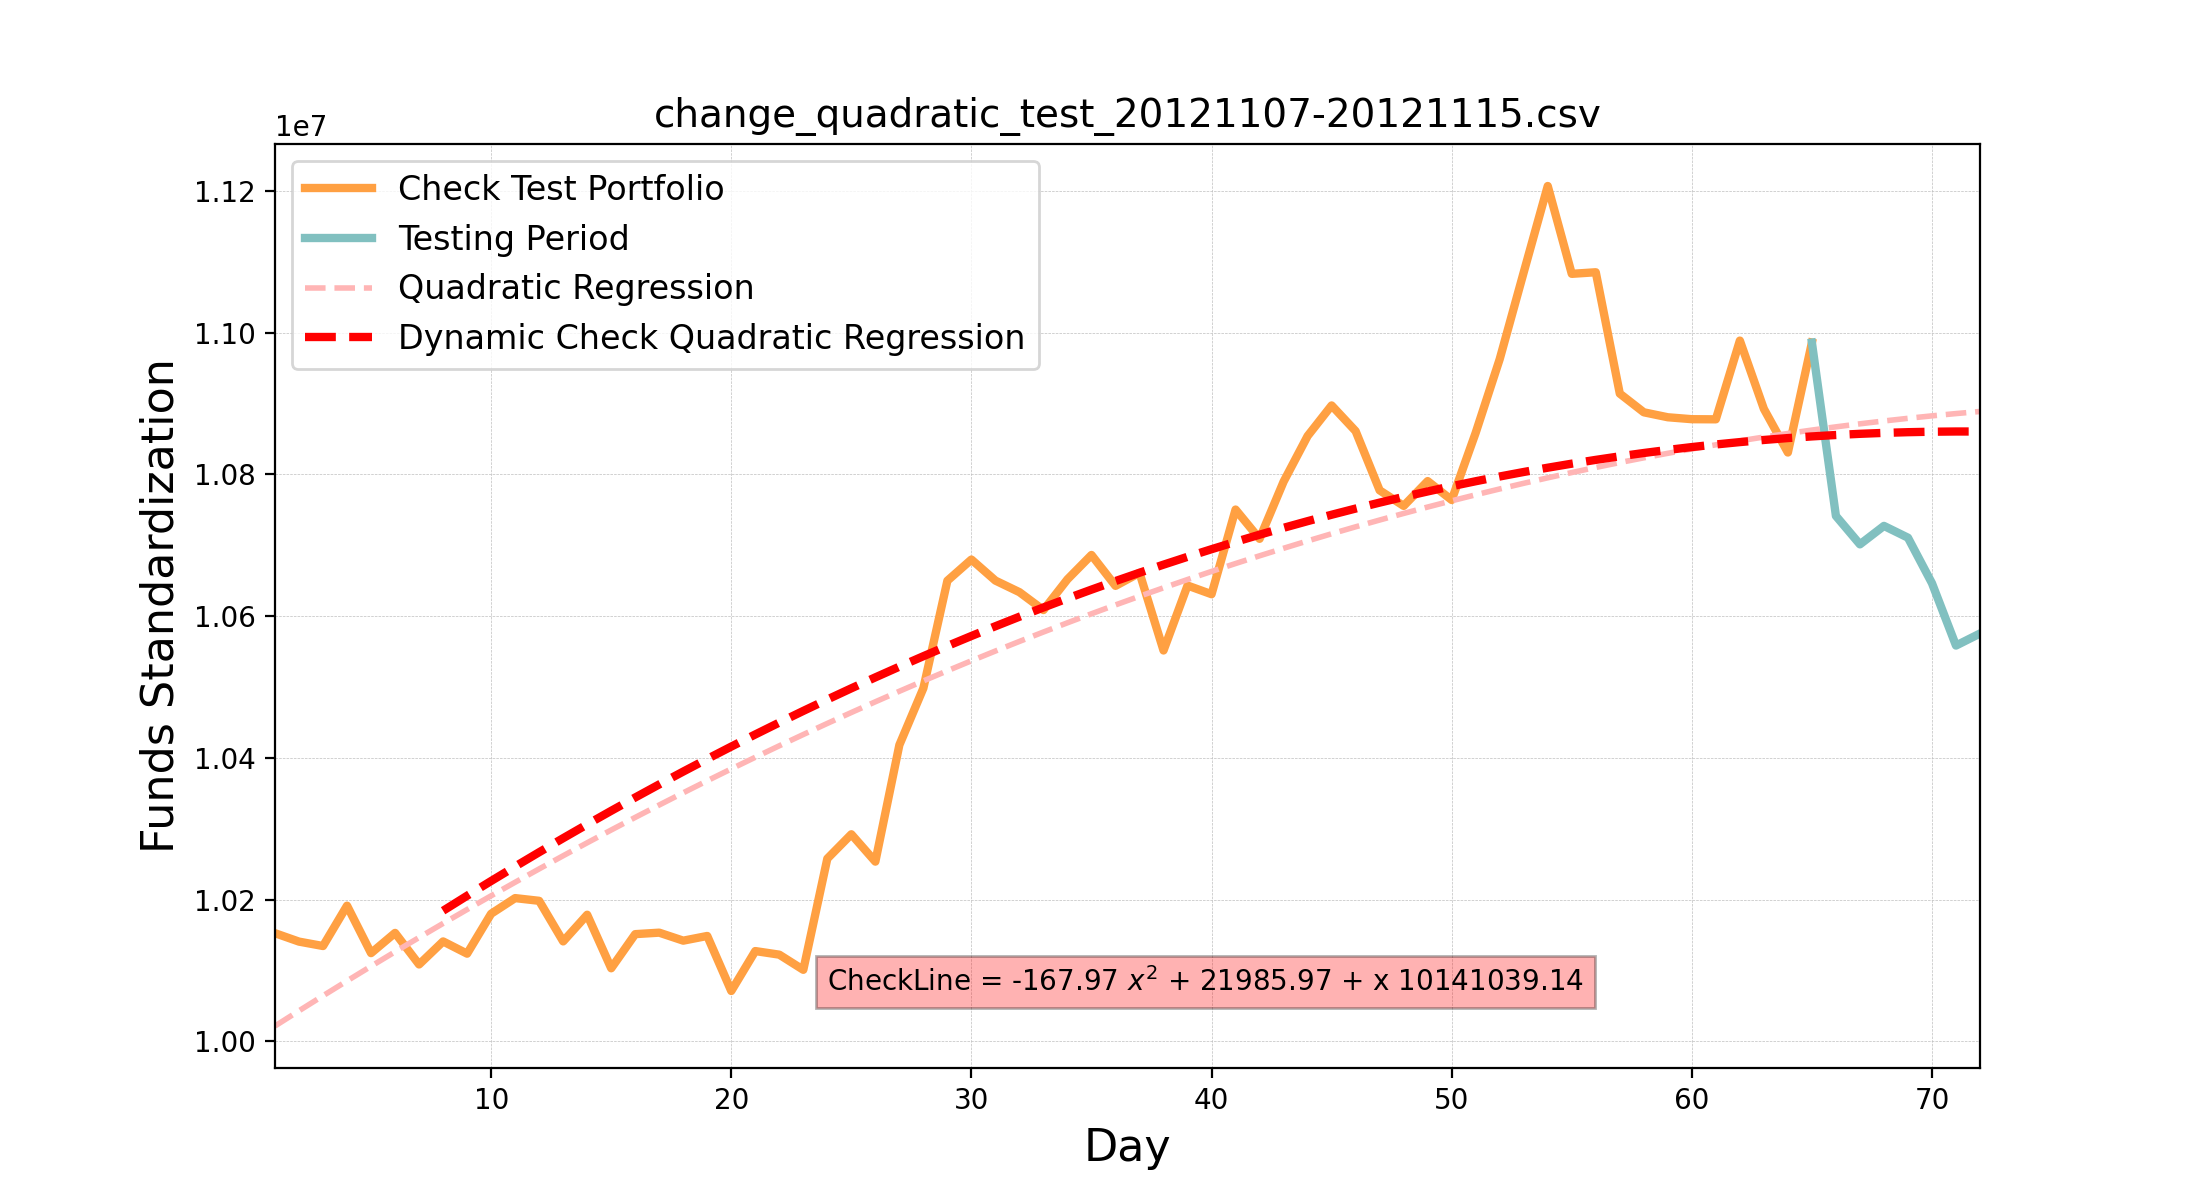 change_quadratic_test_20121107-20121115.csv
1e7
Check Test Portfolio
Testing Period
Quadratic Regression
Dynamic Check Quadratic Regression
1.12
1.10
1.08
1.06
1.04
1.02
1.00
Funds Standardization
CheckLine = -167.97 x² + 21985.97 + x 10141039.14
10 20 30 40 50 60 70
Day